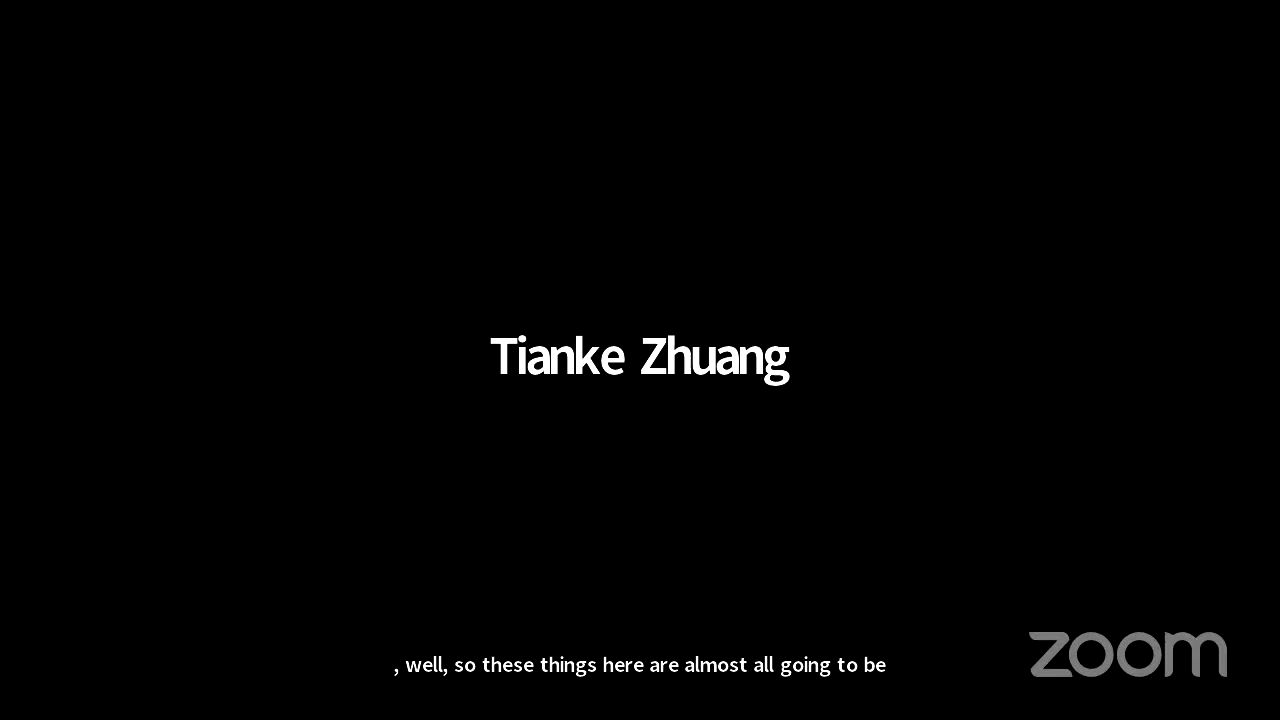 Tianke Zhuang
, well, so these things here are almost all going to be
zoom